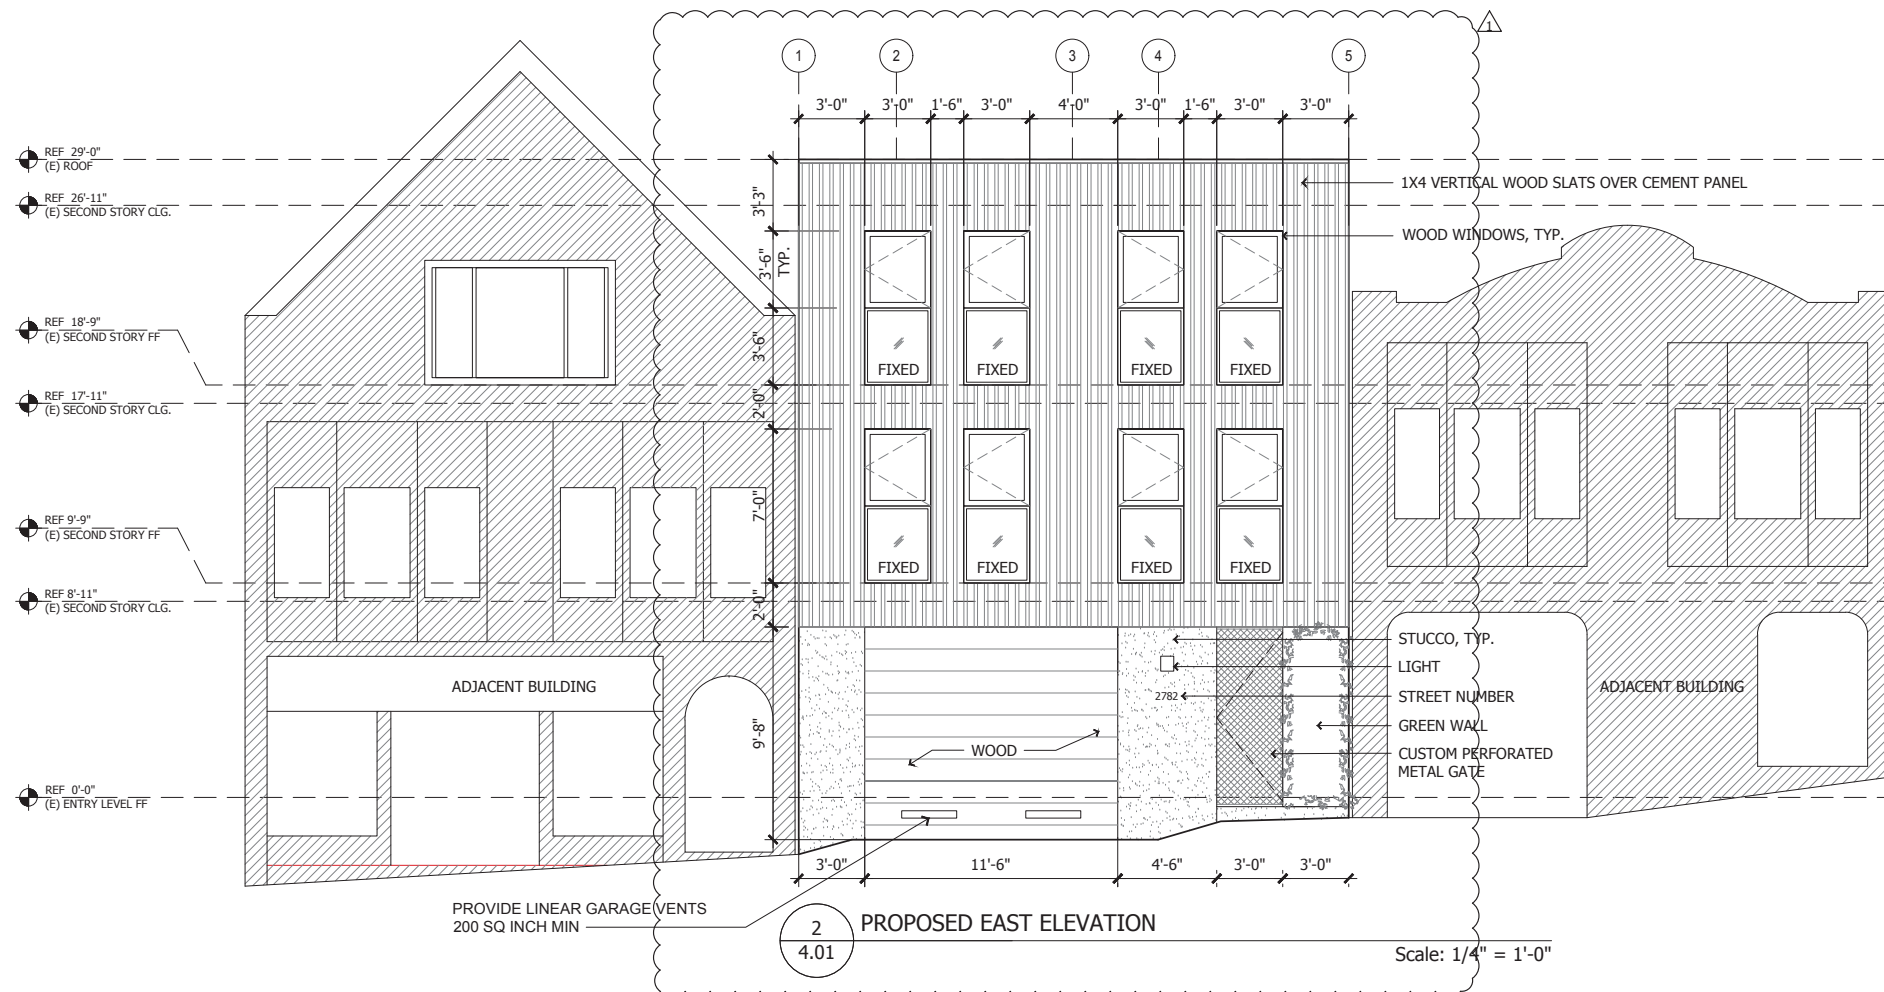 1
1
2
3
4
5
3'-0"
3'-0"
1'-6"
3'-0"
4'-0"
3'-0"
1'-6"
3'-0"
3'-0"
REF 29'-0"
(E) ROOF
REF 26'-11"
(E) SECOND STORY CLG.
REF 18'-9"
(E) SECOND STORY FF
REF 17'-11"
(E) SECOND STORY CLG.
REF 9'-9"
(E) SECOND STORY FF
REF 8'-11"
(E) SECOND STORY CLG.
REF 0'-0"
(E) ENTRY LEVEL FF
3'-3"
3'-6"
TYP.
3'-6"
2'-0"
7'-0"
2'-0"
9'-8"
1X4 VERTICAL WOOD SLATS OVER CEMENT PANEL
WOOD WINDOWS, TYP.
FIXED
FIXED
FIXED
FIXED
FIXED
FIXED
FIXED
FIXED
STUCCO, TYP.
LIGHT
2782
STREET NUMBER
GREEN WALL
CUSTOM PERFORATED
METAL GATE
ADJACENT BUILDING
ADJACENT BUILDING
WOOD
3'-0"
11'-6"
4'-6"
3'-0"
3'-0"
PROVIDE LINEAR GARAGE VENTS
200 SQ INCH MIN
2
4.01
PROPOSED EAST ELEVATION
Scale: 1/4" = 1'-0"